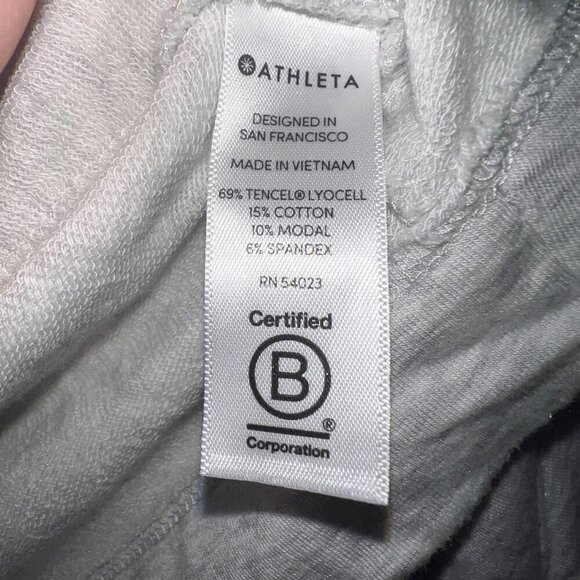 ATHLETA
DESIGNED IN
SAN FRANCISCO
MADE IN VIETNAM
69% TENCEL® LYOCELL
15% COTTON
10% MODAL
6% SPANDEX
RN 54023
Certified
B
®
Corporation